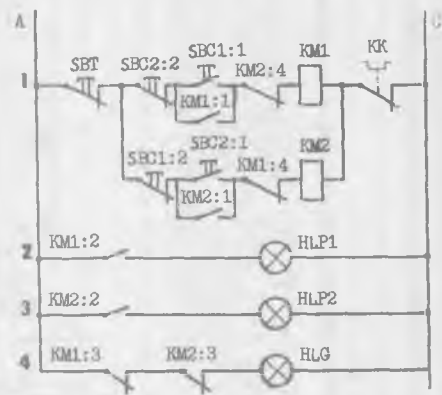 A C
SBT SBC2:2 SBC1:1 KM2:4 KM1 KK
1
KM1:1
SBC1:2 SBC2:1 KM1:4 KM2
KM2:1
2 KM1:2 HLP1
3 KM2:2 HLP2
4 KM1:3 KM2:3 HLG